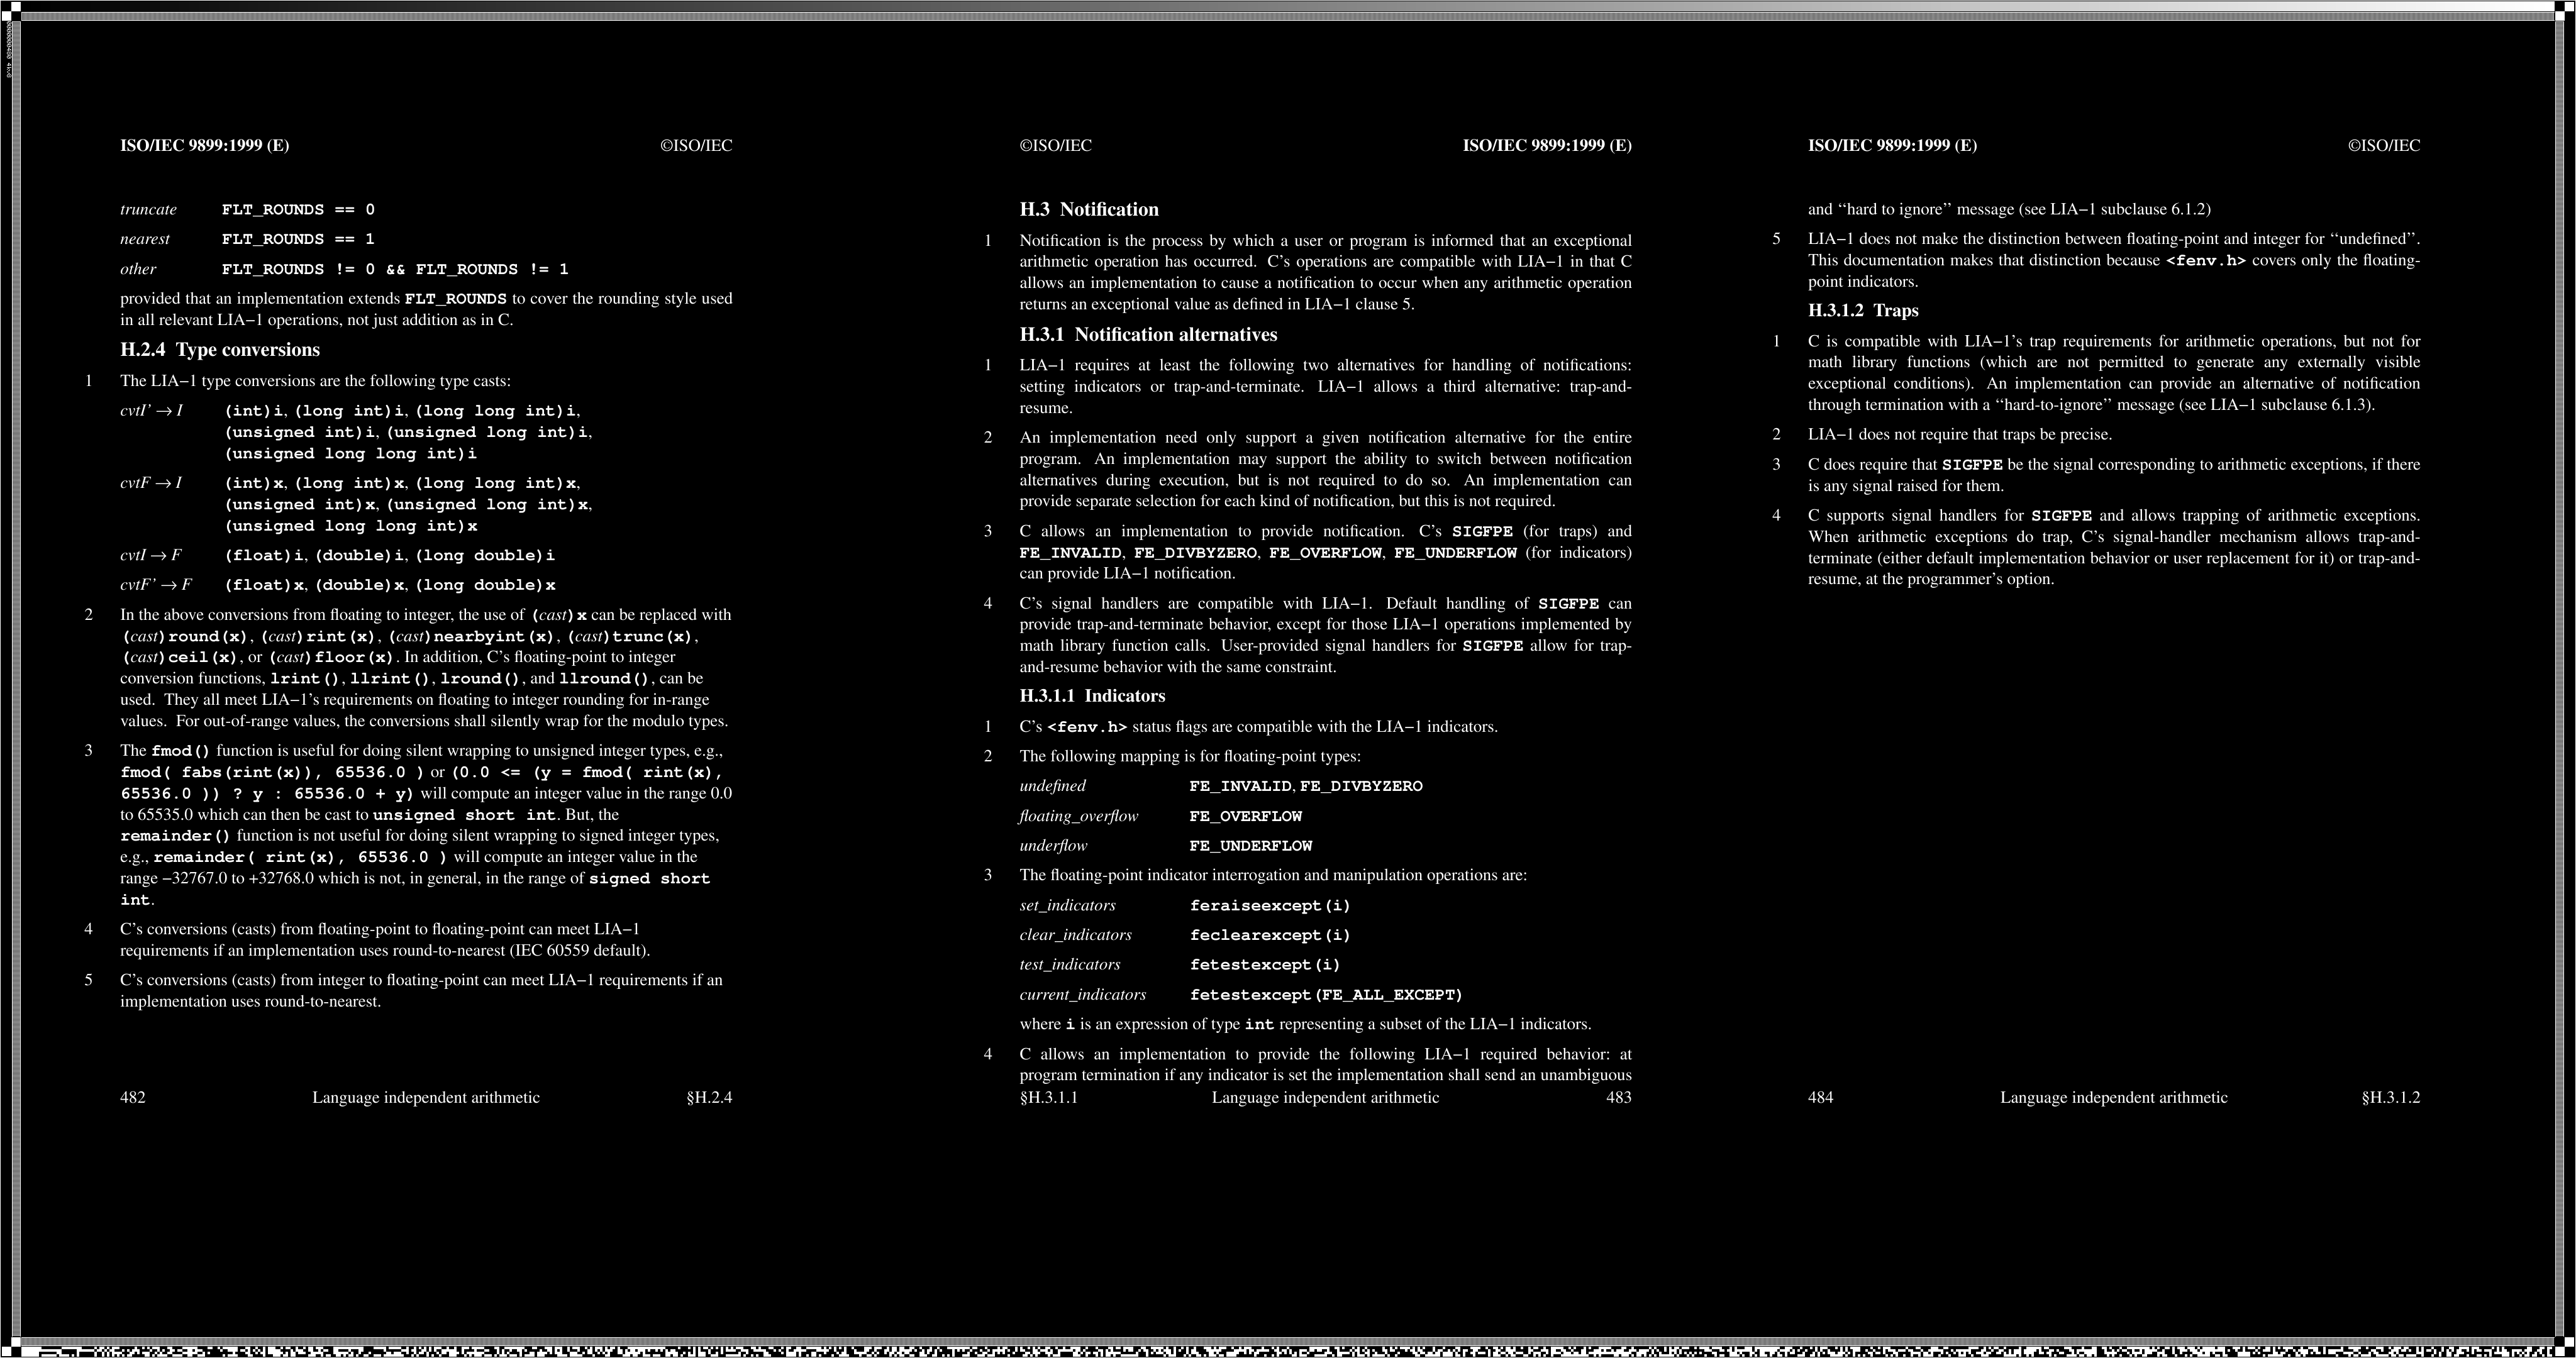 ISO/IEC 9899:1999 (E) ©ISO/IEC
truncate FLT_ROUNDS == 0
nearest FLT_ROUNDS == 1
other FLT_ROUNDS != 0 && FLT_ROUNDS != 1
provided that an implementation extends FLT_ROUNDS to cover the rounding style used
in all relevant LIA−1 operations, not just addition as in C.
H.2.4 Type conversions
1 The LIA−1 type conversions are the following type casts:
cvtI’ → I (int)i, (long int)i, (long long int)i,
(unsigned int)i, (unsigned long int)i,
(unsigned long long int)i
cvtF → I (int)x, (long int)x, (long long int)x,
(unsigned int)x, (unsigned long int)x,
(unsigned long long int)x
cvtI → F (float)i, (double)i, (long double)i
cvtF’ → F (float)x, (double)x, (long double)x
2 In the above conversions from floating to integer, the use of (cast)x can be replaced with
(cast)round(x), (cast)rint(x), (cast)nearbyint(x), (cast)trunc(x),
(cast)ceil(x), or (cast)floor(x). In addition, C’s floating-point to integer
conversion functions, lrint(), llrint(), lround(), and llround(), can be
used. They all meet LIA−1’s requirements on floating to integer rounding for in-range
values. For out-of-range values, the conversions shall silently wrap for the modulo types.
3 The fmod() function is useful for doing silent wrapping to unsigned integer types, e.g.,
fmod( fabs(rint(x)), 65536.0 ) or (0.0 <= (y = fmod( rint(x),
65536.0 )) ? y : 65536.0 + y) will compute an integer value in the range 0.0
to 65535.0 which can then be cast to unsigned short int. But, the
remainder() function is not useful for doing silent wrapping to signed integer types,
e.g., remainder( rint(x), 65536.0 ) will compute an integer value in the
range −32767.0 to +32768.0 which is not, in general, in the range of signed short
int.
4 C’s conversions (casts) from floating-point to floating-point can meet LIA−1
requirements if an implementation uses round-to-nearest (IEC 60559 default).
5 C’s conversions (casts) from integer to floating-point can meet LIA−1 requirements if an
implementation uses round-to-nearest.
482 Language independent arithmetic §H.2.4
©ISO/IEC ISO/IEC 9899:1999 (E)
H.3 Notification
1 Notification is the process by which a user or program is informed that an exceptional
arithmetic operation has occurred. C’s operations are compatible with LIA−1 in that C
allows an implementation to cause a notification to occur when any arithmetic operation
returns an exceptional value as defined in LIA−1 clause 5.
H.3.1 Notification alternatives
1 LIA−1 requires at least the following two alternatives for handling of notifications:
setting indicators or trap-and-terminate. LIA−1 allows a third alternative: trap-and-
resume.
2 An implementation need only support a given notification alternative for the entire
program. An implementation may support the ability to switch between notification
alternatives during execution, but is not required to do so. An implementation can
provide separate selection for each kind of notification, but this is not required.
3 C allows an implementation to provide notification. C’s SIGFPE (for traps) and
FE_INVALID, FE_DIVBYZERO, FE_OVERFLOW, FE_UNDERFLOW (for indicators)
can provide LIA−1 notification.
4 C’s signal handlers are compatible with LIA−1. Default handling of SIGFPE can
provide trap-and-terminate behavior, except for those LIA−1 operations implemented by
math library function calls. User-provided signal handlers for SIGFPE allow for trap-
and-resume behavior with the same constraint.
H.3.1.1 Indicators
1 C’s <fenv.h> status flags are compatible with the LIA−1 indicators.
2 The following mapping is for floating-point types:
undefined FE_INVALID, FE_DIVBYZERO
floating_overflow FE_OVERFLOW
underflow FE_UNDERFLOW
3 The floating-point indicator interrogation and manipulation operations are:
set_indicators feraiseexcept(i)
clear_indicators feclearexcept(i)
test_indicators fetestexcept(i)
current_indicators fetestexcept(FE_ALL_EXCEPT)
where i is an expression of type int representing a subset of the LIA−1 indicators.
4 C allows an implementation to provide the following LIA−1 required behavior: at
program termination if any indicator is set the implementation shall send an unambiguous
§H.3.1.1 Language independent arithmetic 483
ISO/IEC 9899:1999 (E) ©ISO/IEC
and ‘‘hard to ignore’’ message (see LIA−1 subclause 6.1.2)
5 LIA−1 does not make the distinction between floating-point and integer for ‘‘undefined’’.
This documentation makes that distinction because <fenv.h> covers only the floating-
point indicators.
H.3.1.2 Traps
1 C is compatible with LIA−1’s trap requirements for arithmetic operations, but not for
math library functions (which are not permitted to generate any externally visible
exceptional conditions). An implementation can provide an alternative of notification
through termination with a ‘‘hard-to-ignore’’ message (see LIA−1 subclause 6.1.3).
2 LIA−1 does not require that traps be precise.
3 C does require that SIGFPE be the signal corresponding to arithmetic exceptions, if there
is any signal raised for them.
4 C supports signal handlers for SIGFPE and allows trapping of arithmetic exceptions.
When arithmetic exceptions do trap, C’s signal-handler mechanism allows trap-and-
terminate (either default implementation behavior or user replacement for it) or trap-and-
resume, at the programmer’s option.
484 Language independent arithmetic §H.3.1.2